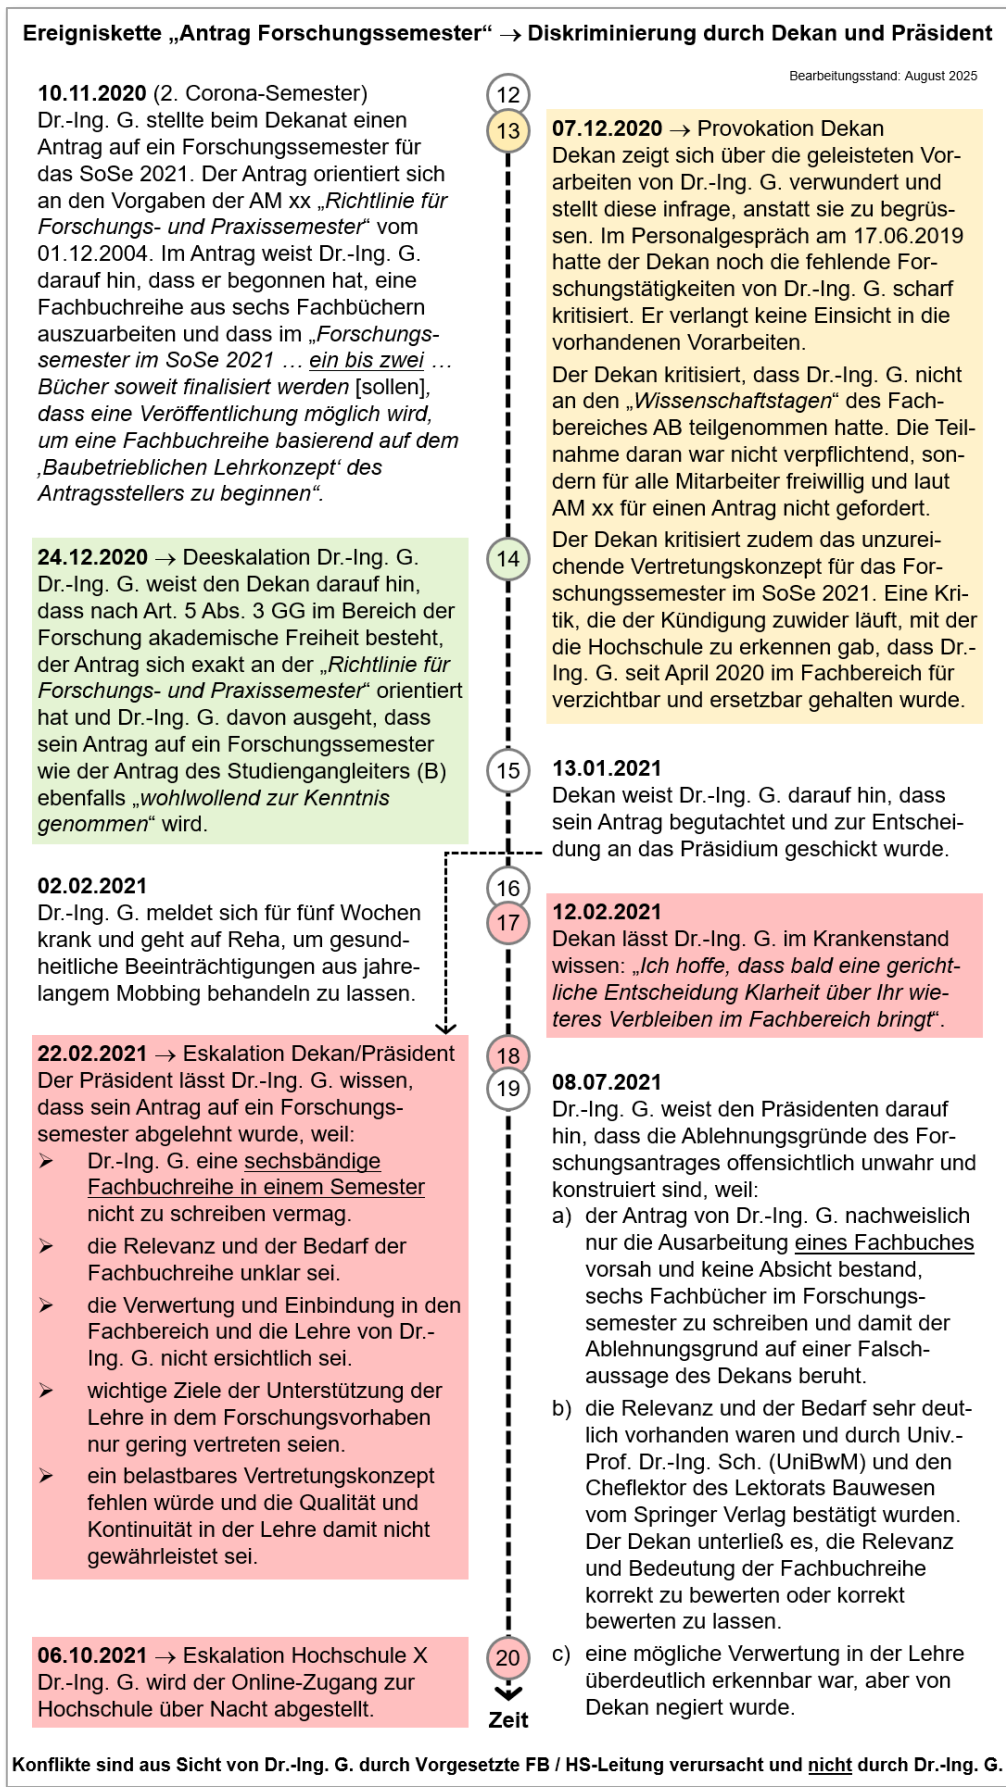 Ereigniskette „Antrag Forschungssemester“ → Diskriminierung durch Dekan und Präsident
Bearbeitungsstand: August 2025
12
10.11.2020 (2. Corona-Semester)
Dr.-Ing. G. stellte beim Dekanat einen
Antrag auf ein Forschungssemester für
das SoSe 2021. Der Antrag orientiert sich
an den Vorgaben der AM xx „Richtlinie für
Forschungs- und Praxissemester“ vom
01.12.2004. Im Antrag weist Dr.-Ing. G.
darauf hin, dass er begonnen hat, eine
Fachbuchreihe aus sechs Fachbüchern
auszuarbeiten und dass im „Forschungs-
semester im SoSe 2021 … ein bis zwei …
Bücher soweit finalisiert werden [sollen],
dass eine Veröffentlichung möglich wird,
um eine Fachbuchreihe basierend auf dem
‚Baubetrieblichen Lehrkonzept‘ des
Antragsstellers zu beginnen“.
13
07.12.2020 → Provokation Dekan
Dekan zeigt sich über die geleisteten Vor-
arbeiten von Dr.-Ing. G. verwundert und
stellt diese infrage, anstatt sie zu begrüs-
sen. Im Personalgespräch am 17.06.2019
hatte der Dekan noch die fehlende For-
schungstätigkeiten von Dr.-Ing. G. scharf
kritisiert. Er verlangt keine Einsicht in die
vorhandenen Vorarbeiten.
Der Dekan kritisiert, dass Dr.-Ing. G. nicht
an den „Wissenschaftstagen“ des Fach-
bereiches AB teilgenommen hatte. Die Teil-
nahme daran war nicht verpflichtend, son-
dern für alle Mitarbeiter freiwillig und laut
AM xx für einen Antrag nicht gefordert.
Der Dekan kritisiert zudem das unzurei-
chende Vertretungskonzept für das For-
schungssemester im SoSe 2021. Eine Kri-
tik, die der Kündigung zuwider läuft, mit der
die Hochschule zu erkennen gab, dass Dr.-
Ing. G. seit April 2020 im Fachbereich für
verzichtbar und ersetzbar gehalten wurde.
14
24.12.2020 → Deeskalation Dr.-Ing. G.
Dr.-Ing. G. weist den Dekan darauf hin,
dass nach Art. 5 Abs. 3 GG im Bereich der
Forschung akademische Freiheit besteht,
der Antrag sich exakt an der „Richtlinie für
Forschungs- und Praxissemester“ orientiert
hat und Dr.-Ing. G. davon ausgeht, dass
sein Antrag auf ein Forschungssemester
wie der Antrag des Studiengangleiters (B)
ebenfalls „wohlwollend zur Kenntnis
genommen“ wird.
15
13.01.2021
Dekan weist Dr.-Ing. G. darauf hin, dass
sein Antrag begutachtet und zur Entschei-
dung an das Präsidium geschickt wurde.
16
02.02.2021
Dr.-Ing. G. meldet sich für fünf Wochen
krank und geht auf Reha, um gesund-
heitliche Beeinträchtigungen aus jahre-
langem Mobbing behandeln zu lassen.
17
12.02.2021
Dekan lässt Dr.-Ing. G. im Krankenstand
wissen: „Ich hoffe, dass bald eine gericht-
liche Entscheidung Klarheit über Ihr wie-
teres Verbleiben im Fachbereich bringt“.
18
22.02.2021 → Eskalation Dekan/Präsident
Der Präsident lässt Dr.-Ing. G. wissen,
dass sein Antrag auf ein Forschungs-
semester abgelehnt wurde, weil:
➢ Dr.-Ing. G. eine sechsbändige
Fachbuchreihe in einem Semester
nicht zu schreiben vermag.
➢ die Relevanz und der Bedarf der
Fachbuchreihe unklar sei.
➢ die Verwertung und Einbindung in den
Fachbereich und die Lehre von Dr.-
Ing. G. nicht ersichtlich sei.
➢ wichtige Ziele der Unterstützung der
Lehre in dem Forschungsvorhaben
nur gering vertreten seien.
➢ ein belastbares Vertretungskonzept
fehlen würde und die Qualität und
Kontinuität in der Lehre damit nicht
gewährleistet sei.
19
08.07.2021
Dr.-Ing. G. weist den Präsidenten darauf
hin, dass die Ablehnungsgründe des For-
schungsantrages offensichtlich unwahr und
konstruiert sind, weil:
a) der Antrag von Dr.-Ing. G. nachweislich
nur die Ausarbeitung eines Fachbuches
vorsah und keine Absicht bestand,
sechs Fachbücher im Forschungs-
semester zu schreiben und damit der
Ablehnungsgrund auf einer Falsch-
aussage des Dekans beruht.
b) die Relevanz und der Bedarf sehr deut-
lich vorhanden waren und durch Univ.-
Prof. Dr.-Ing. Sch. (UniBwM) und den
Cheflektor des Lektorats Bauwesen
vom Springer Verlag bestätigt wurden.
Der Dekan unterließ es, die Relevanz
und Bedeutung der Fachbuchreihe
korrekt zu bewerten oder korrekt
bewerten zu lassen.
c) eine mögliche Verwertung in der Lehre
überdeutlich erkennbar war, aber von
Dekan negiert wurde.
20
06.10.2021 → Eskalation Hochschule X
Dr.-Ing. G. wird der Online-Zugang zur
Hochschule über Nacht abgestellt.
Zeit
Konflikte sind aus Sicht von Dr.-Ing. G. durch Vorgesetzte FB / HS-Leitung verursacht und nicht durch Dr.-Ing. G.